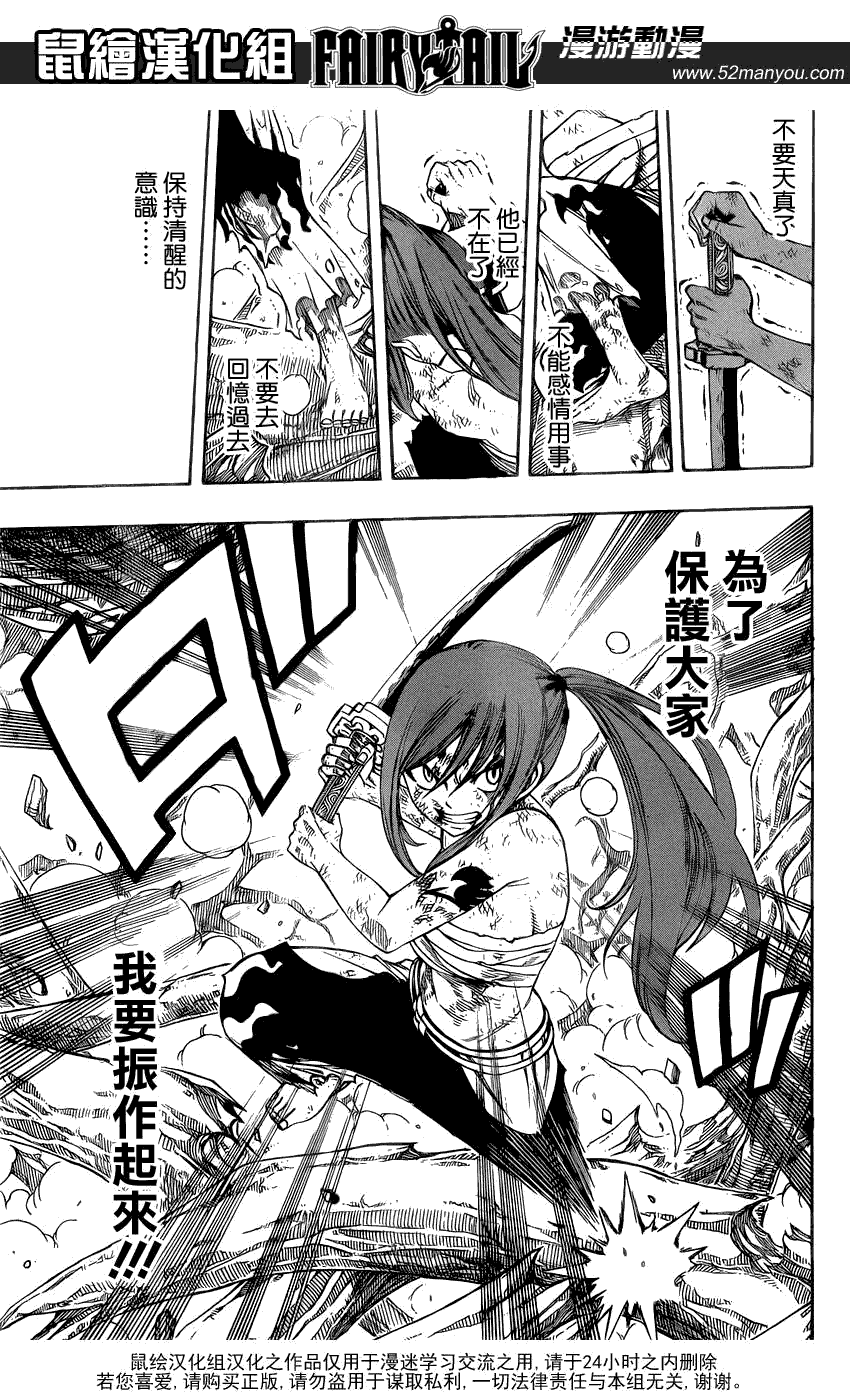 鼠繪漢化組
FAIRY TAIL
漫游動漫
www.52manyou.com
不要天真了
不能感情用事
他已經
不在了
不要去
回憶過去
保持清醒的
意識……
為了
保護大家
我要振作起來!!!
鼠绘汉化组汉化之作品仅用于漫迷学习交流之用, 请于24小时之内删除
若您喜爱, 请购买正版, 请勿盗用于谋取私利, 一切法律责任与本组无关, 谢谢。